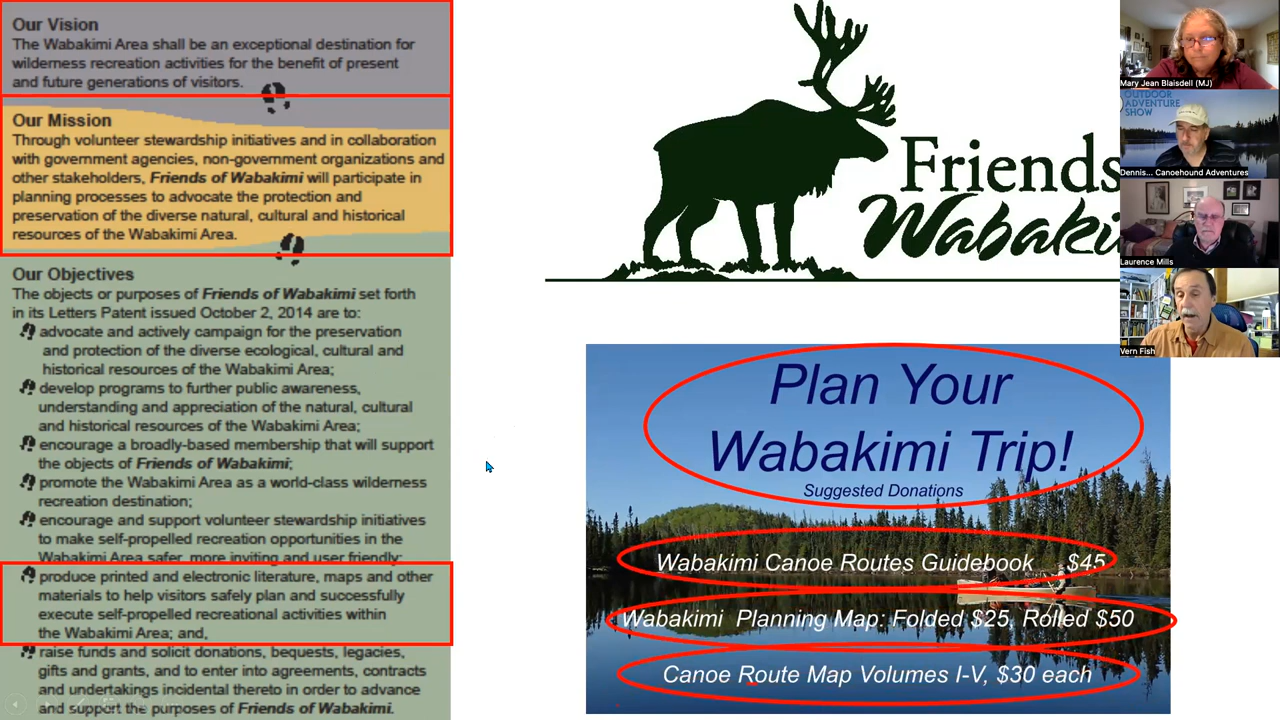 Our Vision
The Wabakimi Area shall be an exceptional destination for
wilderness recreation activities for the benefit of present
and future generations of visitors.
Our Mission
Through volunteer stewardship initiatives and in collaboration
with government agencies, non-government organizations and
other stakeholders, Friends of Wabakimi will participate in
planning processes to advocate the protection and
preservation of the diverse natural, cultural and historical
resources of the Wabakimi Area.
Our Objectives
The objects or purposes of Friends of Wabakimi set forth
in its Letters Patent issued October 2, 2014 are to:
advocate and actively campaign for the preservation
and protection of the diverse ecological, cultural and
historical resources of the Wabakimi Area;
develop programs to further public awareness,
understanding and appreciation of the natural, cultural
and historical resources of the Wabakimi Area;
encourage a broadly-based membership that will support
the objects of Friends of Wabakimi;
promote the Wabakimi Area as a world-class wilderness
recreation destination;
encourage and support volunteer stewardship initiatives
to make self-propelled recreation opportunities in the
Wabakimi Area safer, more inviting and user friendly;
produce printed and electronic literature, maps and other
materials to help visitors safely plan and successfully
execute self-propelled recreational activities within
the Wabakimi Area; and,
raise funds and solicit donations, bequests, legacies,
gifts and grants, and to enter into agreements, contracts
and undertakings incidental thereto in order to advance
and support the purposes of Friends of Wabakimi.
Friends
Wabaki
Plan Your
Wabakimi Trip!
Suggested Donations
Wabakimi Canoe Routes Guidebook $45
Wabakimi Planning Map: Folded $25, Rolled $50
Canoe Route Map Volumes I-V, $30 each
Mary Jean Blaisdell (MJ)
OUTDOOR
ADVENTURE
SHOW
Dennis... Canoehound Adventures
Laurence Mills
Vern Fish